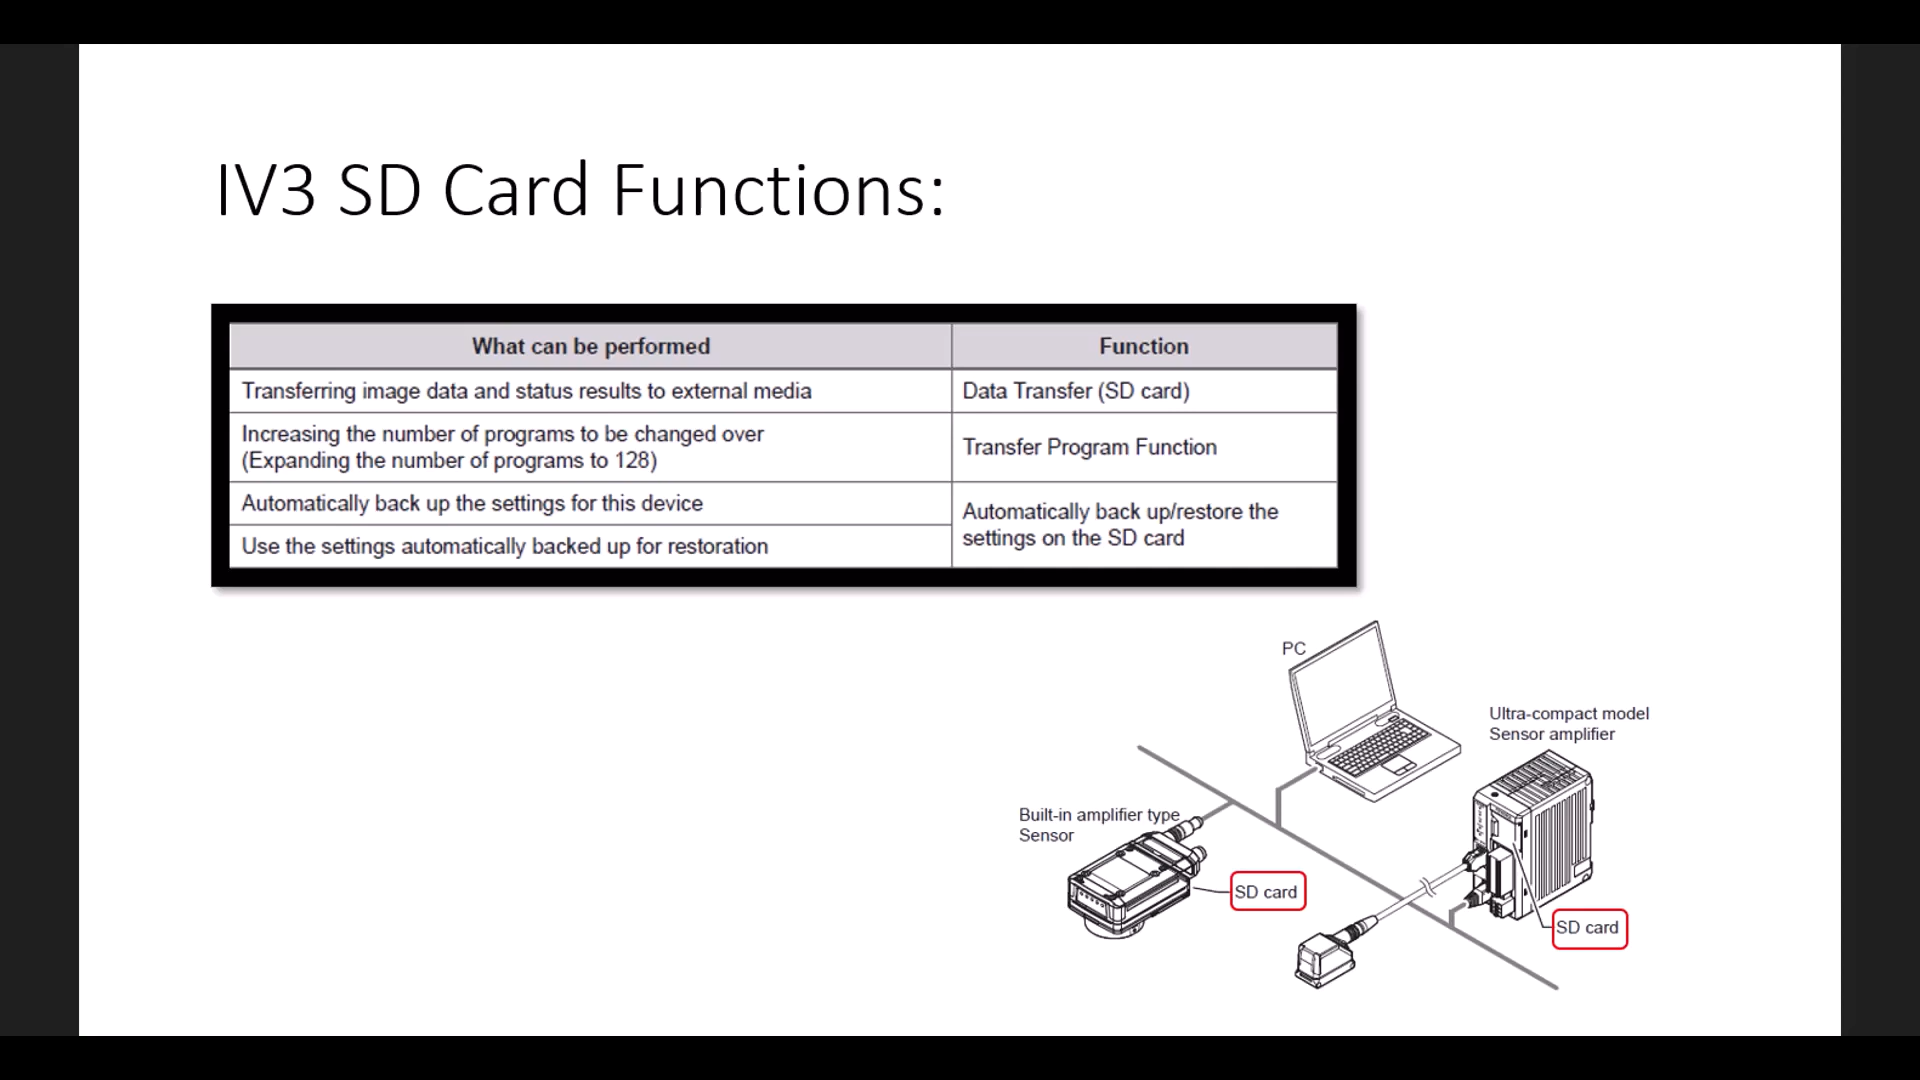 IV3 SD Card Functions:
What can be performed
Function
Transferring image data and status results to external media
Data Transfer (SD card)
Increasing the number of programs to be changed over
(Expanding the number of programs to 128)
Transfer Program Function
Automatically back up the settings for this device
Use the settings automatically backed up for restoration
Automatically back up/restore the
settings on the SD card
PC
Ultra-compact model
Sensor amplifier
Built-in amplifier type
Sensor
SD card
SD card